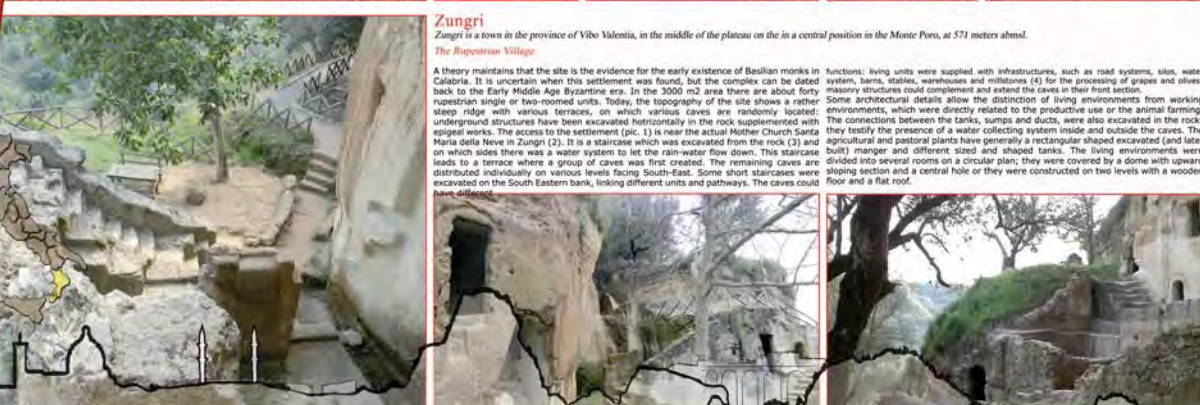 Zungri
Zungri is a town in the province of Vibo Valentia, in the middle of the plateau on the in a central position in the Monte Poro, at 571 meters abmsl.
The Rupestrian Village
A theory maintains that the site is the evidence for the early existence of Basilian monks in
Calabria. It is uncertain when this settlement was found, but the complex can be dated
back to the Early Middle Age Byzantine era. In the 3000 m2 area there are about forty
rupestrian single or two-roomed units. Today, the topography of the site shows a rather
steep ridge with various terraces, on which various caves are randomly located:
underground structures have been excavated hotrizontally in the rock supplemented with
epigeal works. The access to the settlement (pic. 1) is near the actual Mother Church Santa
Maria della Neve in Zungri (2). It is a staircase which was excavated from the rock (3) and
on which sides there was a water system to let the rain-water flow down. This staircase
leads to a terrace where a group of caves was first created. The remaining caves are
distributed individually on various levels facing South-East. Some short staircases were
excavated on the South Eastern bank, linking different units and pathways. The caves could
have different
functions: living units were supplied with infrastructures, such as road systems, silos, wate
system, barns, stables, warehouses and millstones (4) for the processing of grapes and olives
masonry structures could complement and extend the caves in their front section.
Some architectural details allow the distinction of living environments from working
environments, which were directly related to the productive use or the animal farming
The connections between the tanks, sumps and ducts, were also excavated in the rock
they testify the presence of a water collecting system inside and outside the caves. The
agricultural and pastoral plants have generally a rectangular shaped excavated (and late
built) manger and different sized and shaped tanks. The living environments were
divided into several rooms on a circular plan; they were covered by a dome with upwar
sloping section and a central hole or they were constructed on two levels with a wooden
floor and a flat roof.